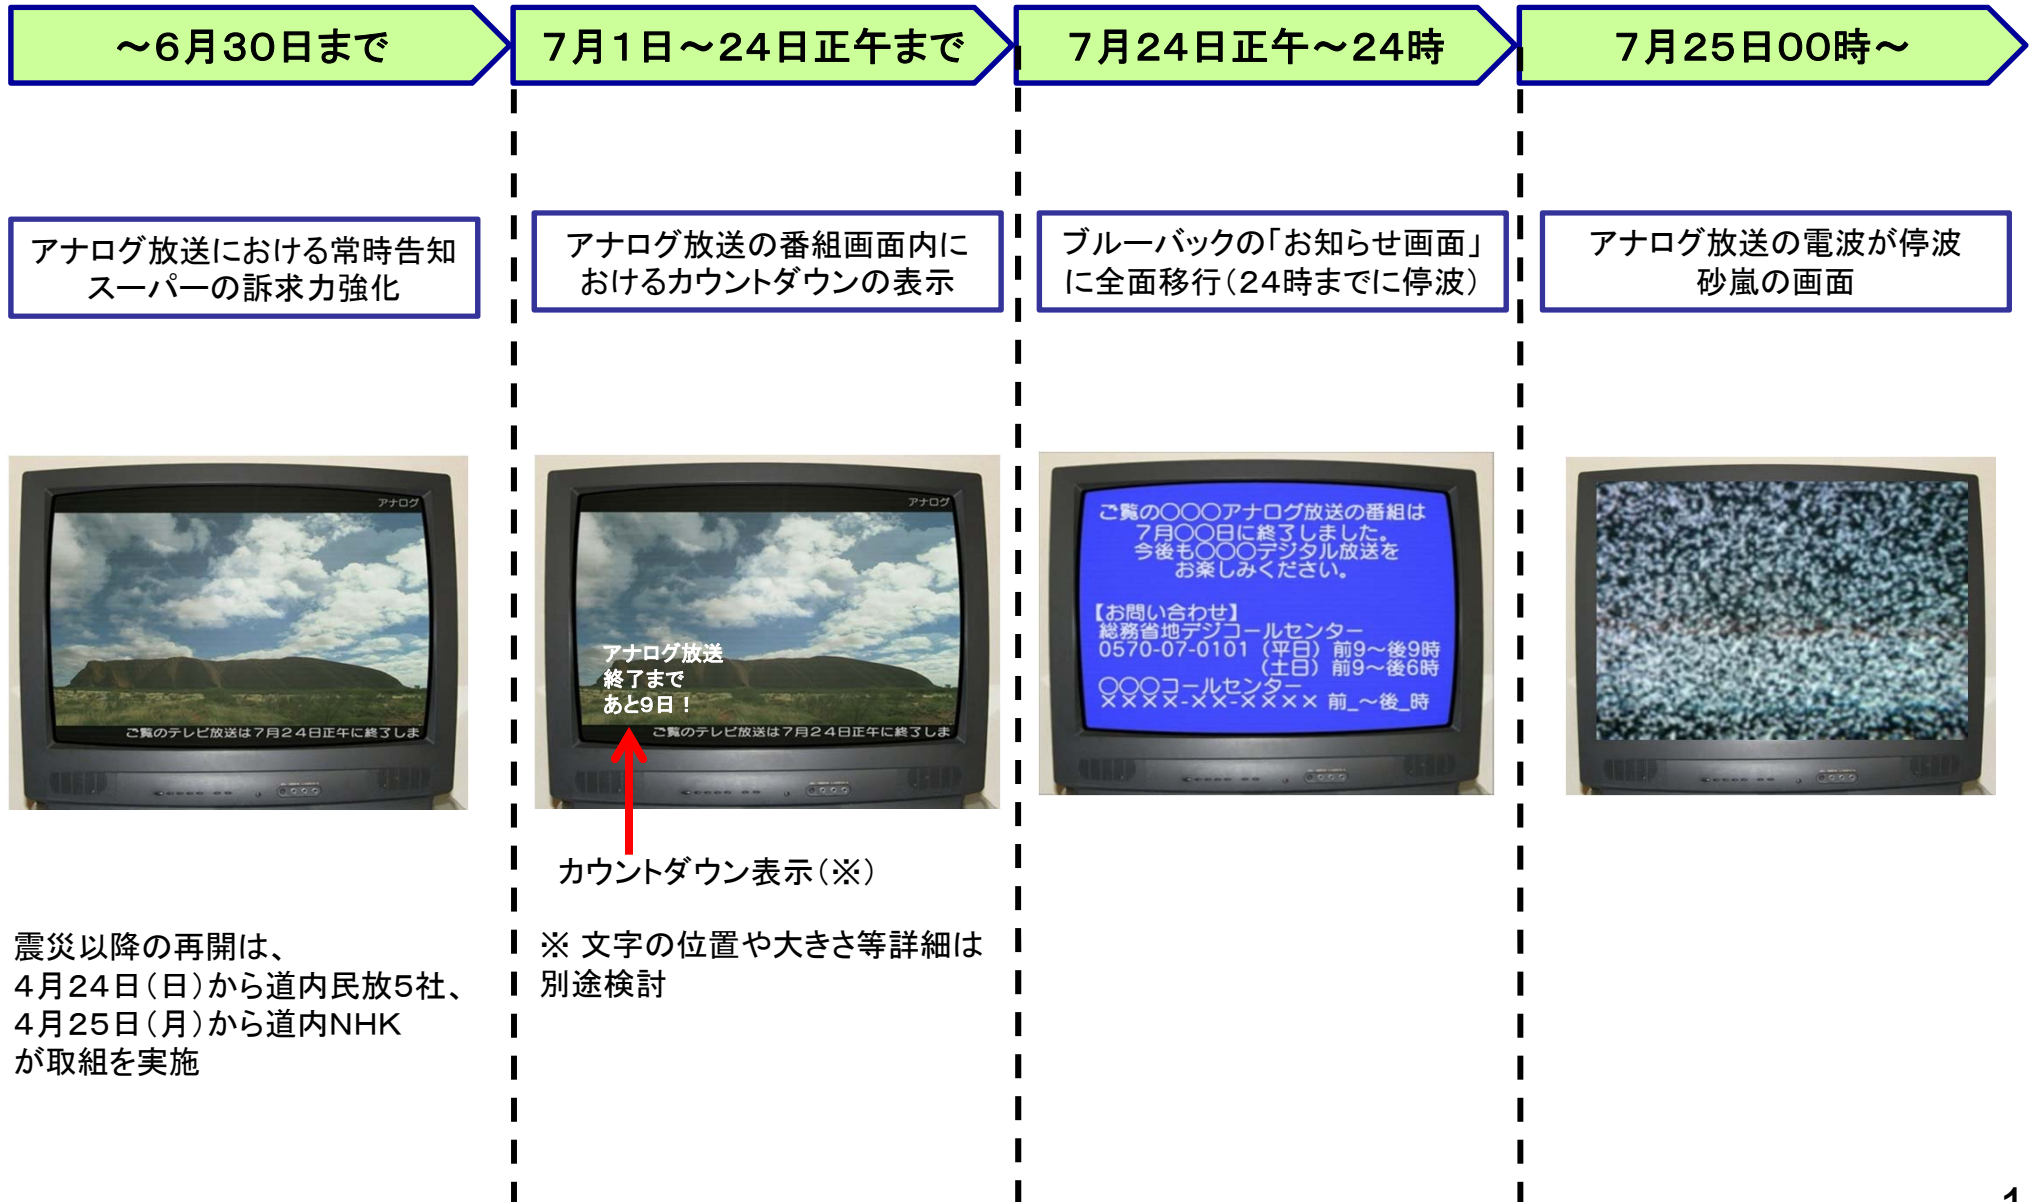 ～6月30日まで
7月1日～24日正午まで
7月24日正午～24時
7月25日00時～
アナログ放送における常時告知
スーパーの訴求力強化
アナログ放送の番組画面内に
おけるカウントダウンの表示
ブルーバックの「お知らせ画面」
に全面移行（24時までに停波）
アナログ放送の電波が停波
砂嵐の画面
アナログ
ご覧のテレビ放送は7月24日正午に終了しま
アナログ
アナログ放送
終了まで
あと9日！
ご覧のテレビ放送は7月24日正午に終了しま
ご覧の〇〇〇アナログ放送の番組は
7月〇〇日に終了しました。
今後も〇〇〇デジタル放送を
お楽しみください。
【お問い合わせ】
総務省地デジコールセンター
0570-07-0101（平日）前9～後9時
（土日）前9～後6時
〇〇〇コールセンター
××××-××-×××× 前_～後_時
カウントダウン表示（※）
震災以降の再開は、
4月24日（日）から道内民放5社、
4月25日（月）から道内NHK
が取組を実施
※ 文字の位置や大きさ等詳細は
別途検討
1